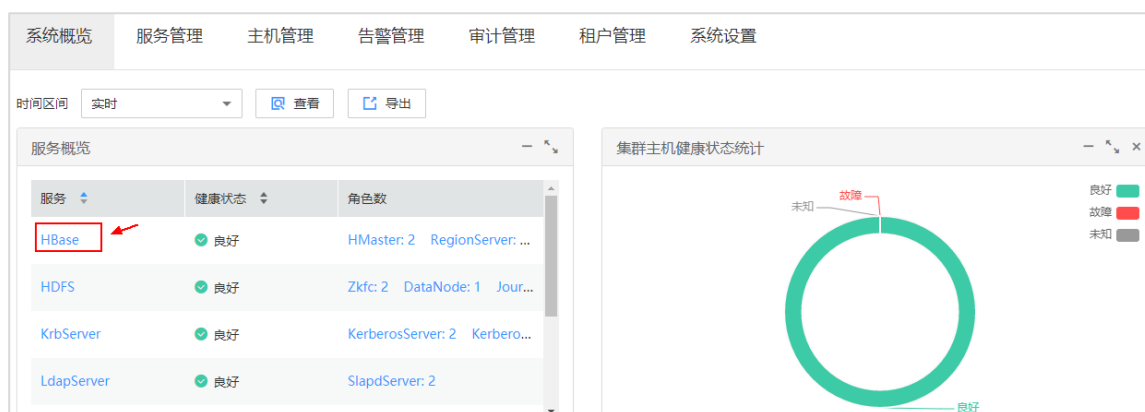 系统概览 服务管理 主机管理 告警管理 审计管理 租户管理 系统设置
时间区间 实时 查看 导出
服务概览
服务 健康状态 角色数
HBase 良好 HMaster: 2 RegionServer: ...
HDFS 良好 Zkfc: 2 DataNode: 1 Jour...
KrbServer 良好 KerberosServer: 2 Kerbero...
LdapServer 良好 SlapdServer: 2
集群主机健康状态统计
故障
未知
良好
良好
故障
未知